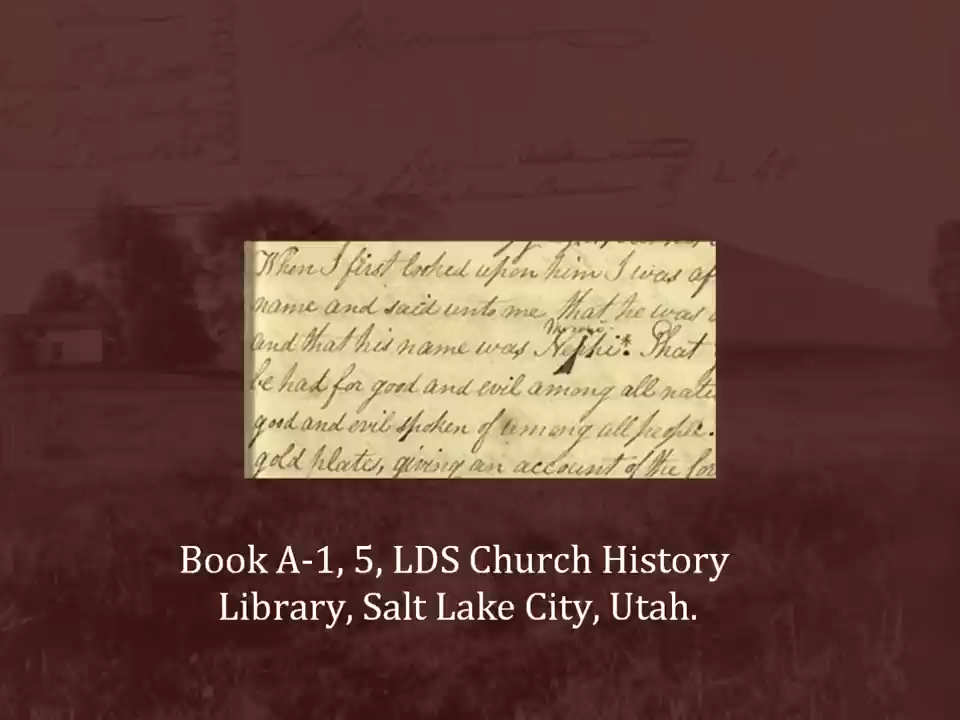 When I first looked upon him I was af
name and said unto me that he was a
Moroni
and that his name was Nephi* That
be had for good and evil among all nati
good and evil spoken of among all people.
gold plates, giving an account of the for
Book A-1, 5, LDS Church History
Library, Salt Lake City, Utah.